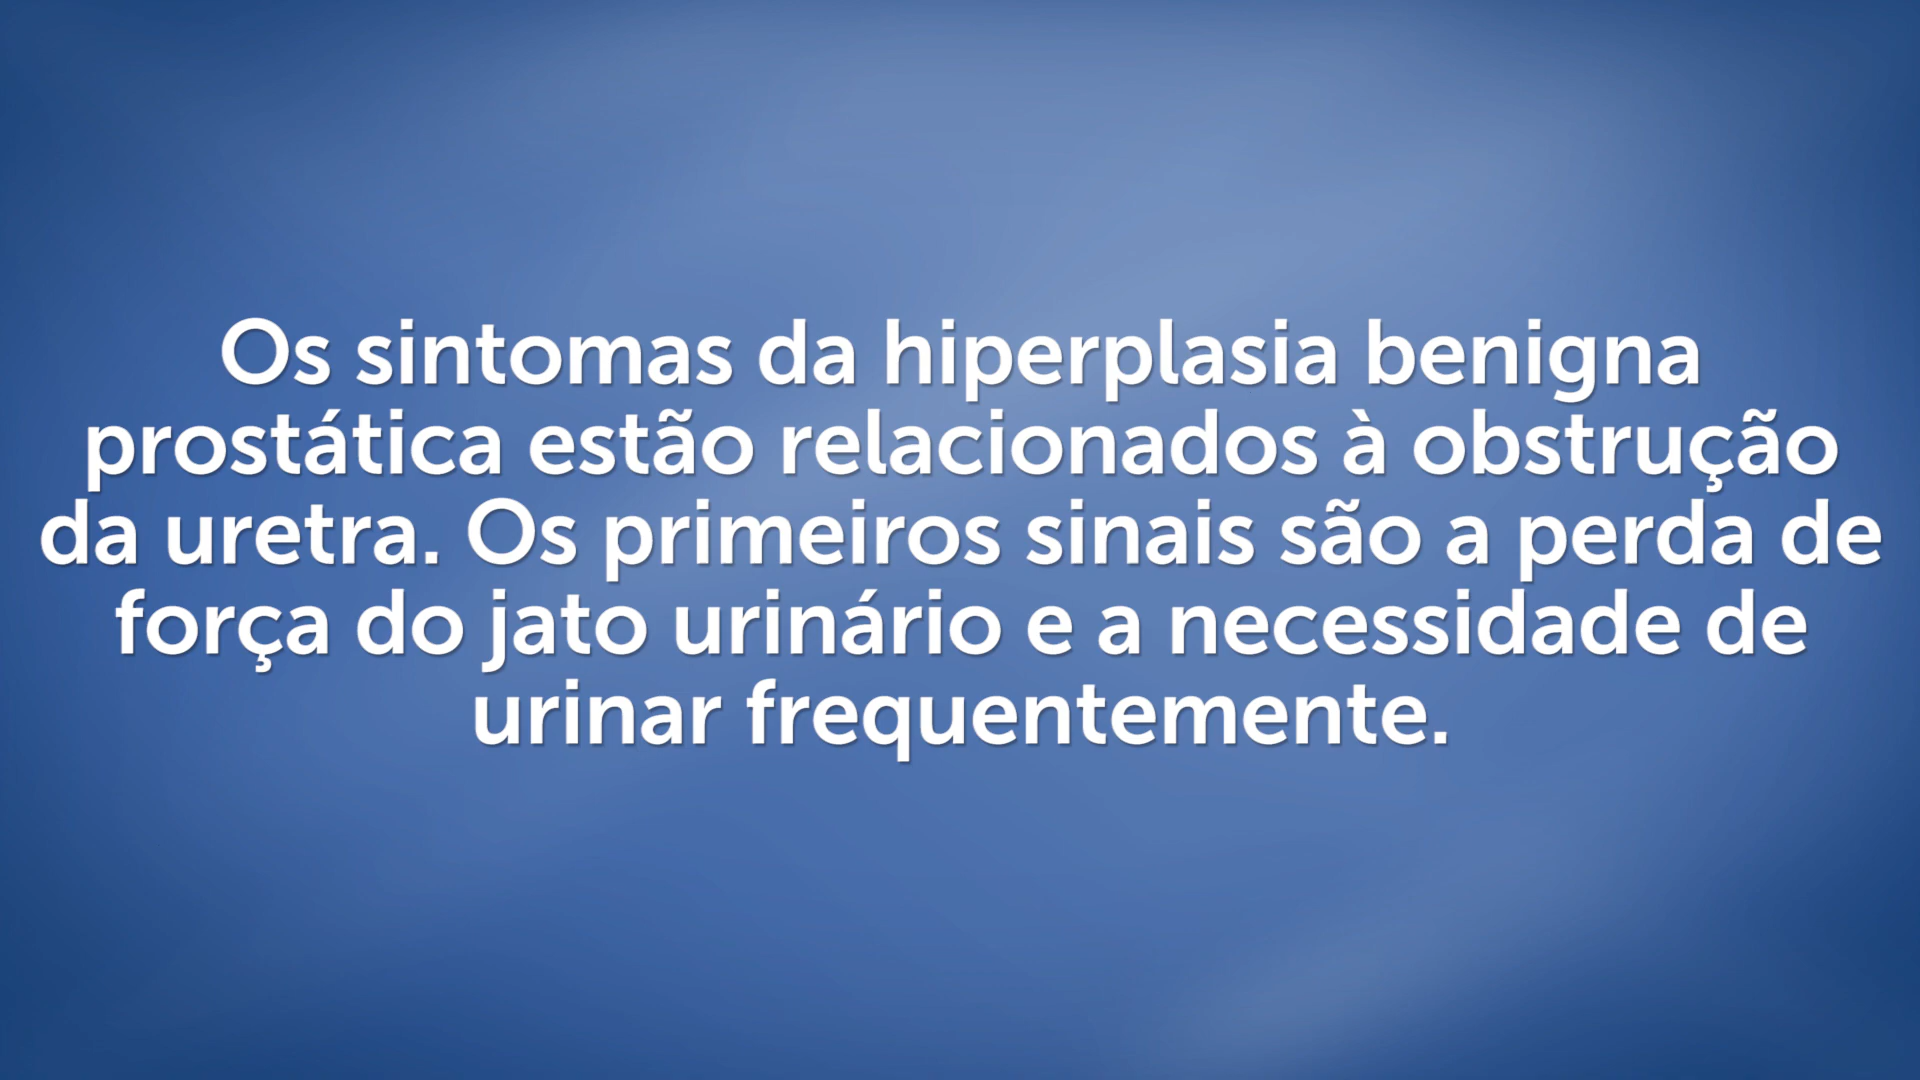 Os sintomas da hiperplasia benigna
prostática estão relacionados à obstrução
da uretra. Os primeiros sinais são a perda de
força do jato urinário e a necessidade de
urinar frequentemente.